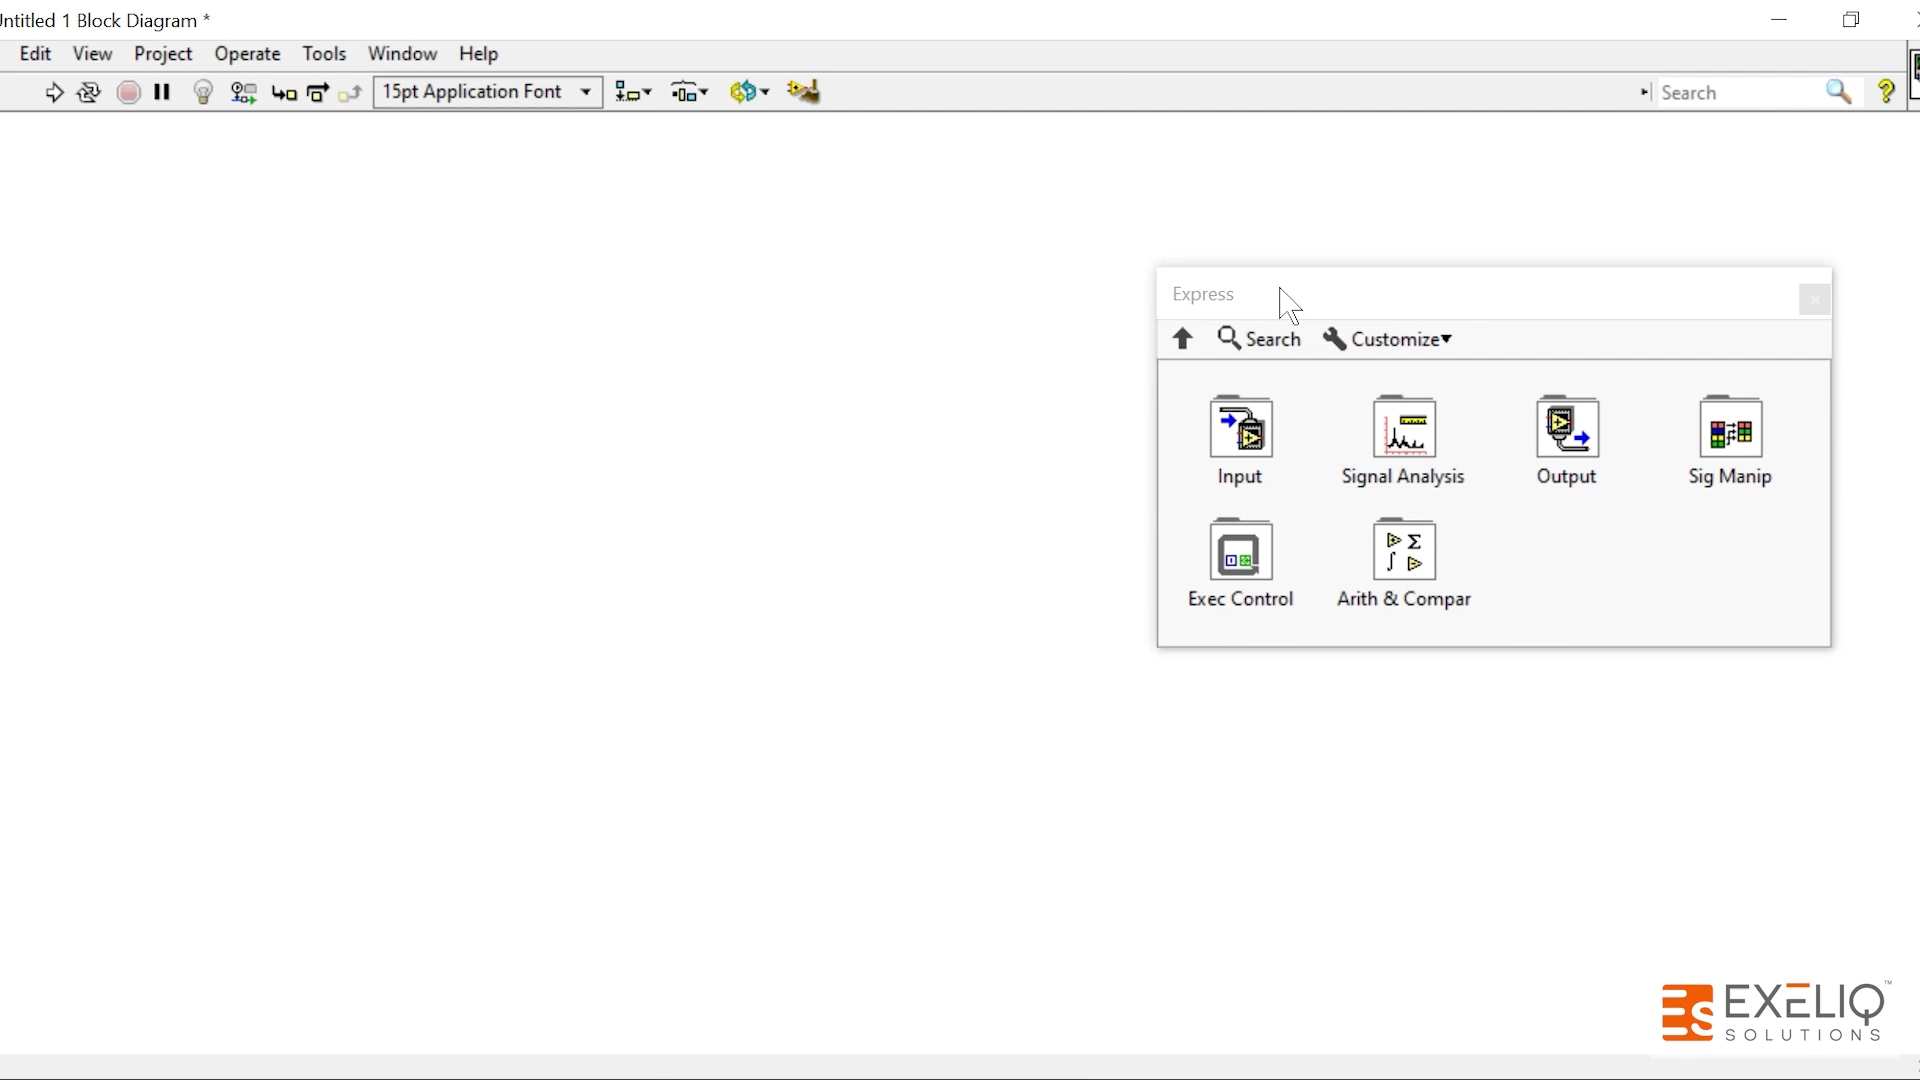 ntitled 1 Block Diagram *
Edit View Project Operate Tools Window Help
15pt Application Font
Search
Express
Search Customize
Input Signal Analysis Output Sig Manip
Exec Control Arith & Compar
EXELIQ™
SOLUTIONS